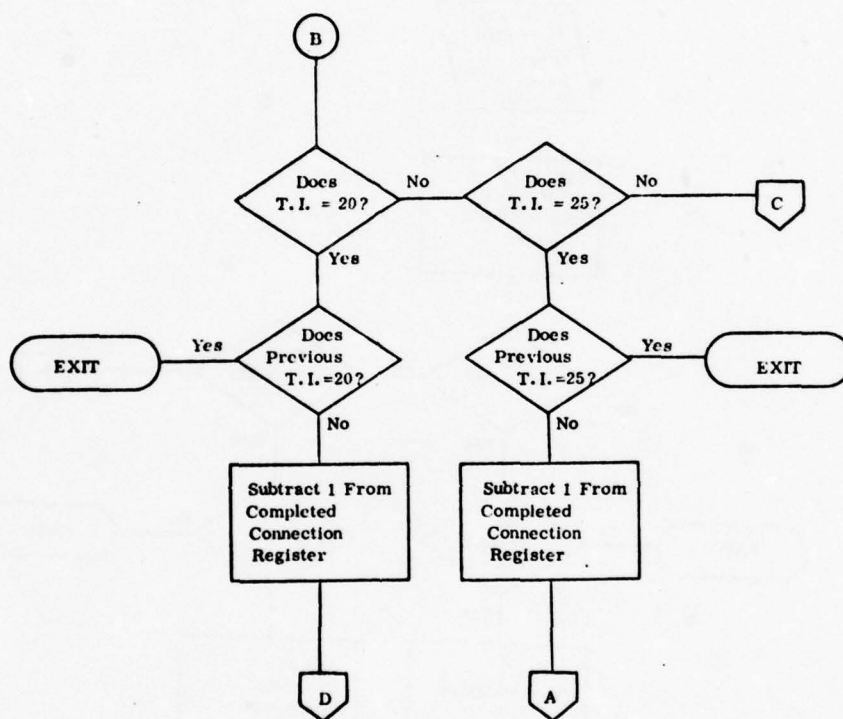 B
Does
T.I. = 20?
No
Does
T.I. = 25?
No
C
Yes
Yes
EXIT
Yes
Does
Previous
T.I.=20?
Does
Previous
T.I.=25?
Yes
EXIT
No
No
Subtract 1 From
Completed
Connection
Register
Subtract 1 From
Completed
Connection
Register
D
A